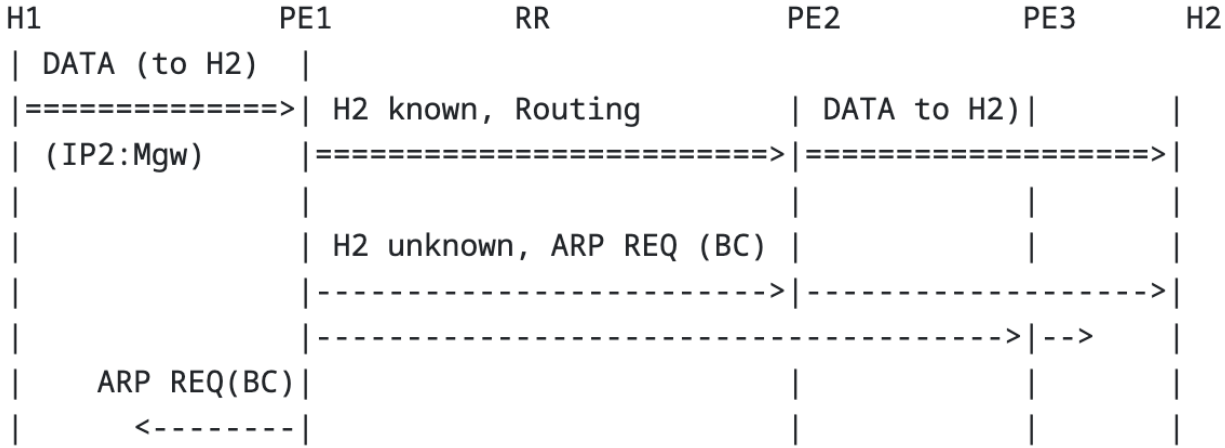 H1 PE1 RR PE2 PE3 H2
| DATA (to H2) |
|==============>| H2 known, Routing | DATA to H2)| |
| (IP2:Mgw) |=========================>|===================>|
| | | | |
| | H2 unknown, ARP REQ (BC) | | |
| |------------------------->|------------------->|
| |-------------------------------------->|--> |
| ARP REQ(BC)| | | |
| <---------| | | |